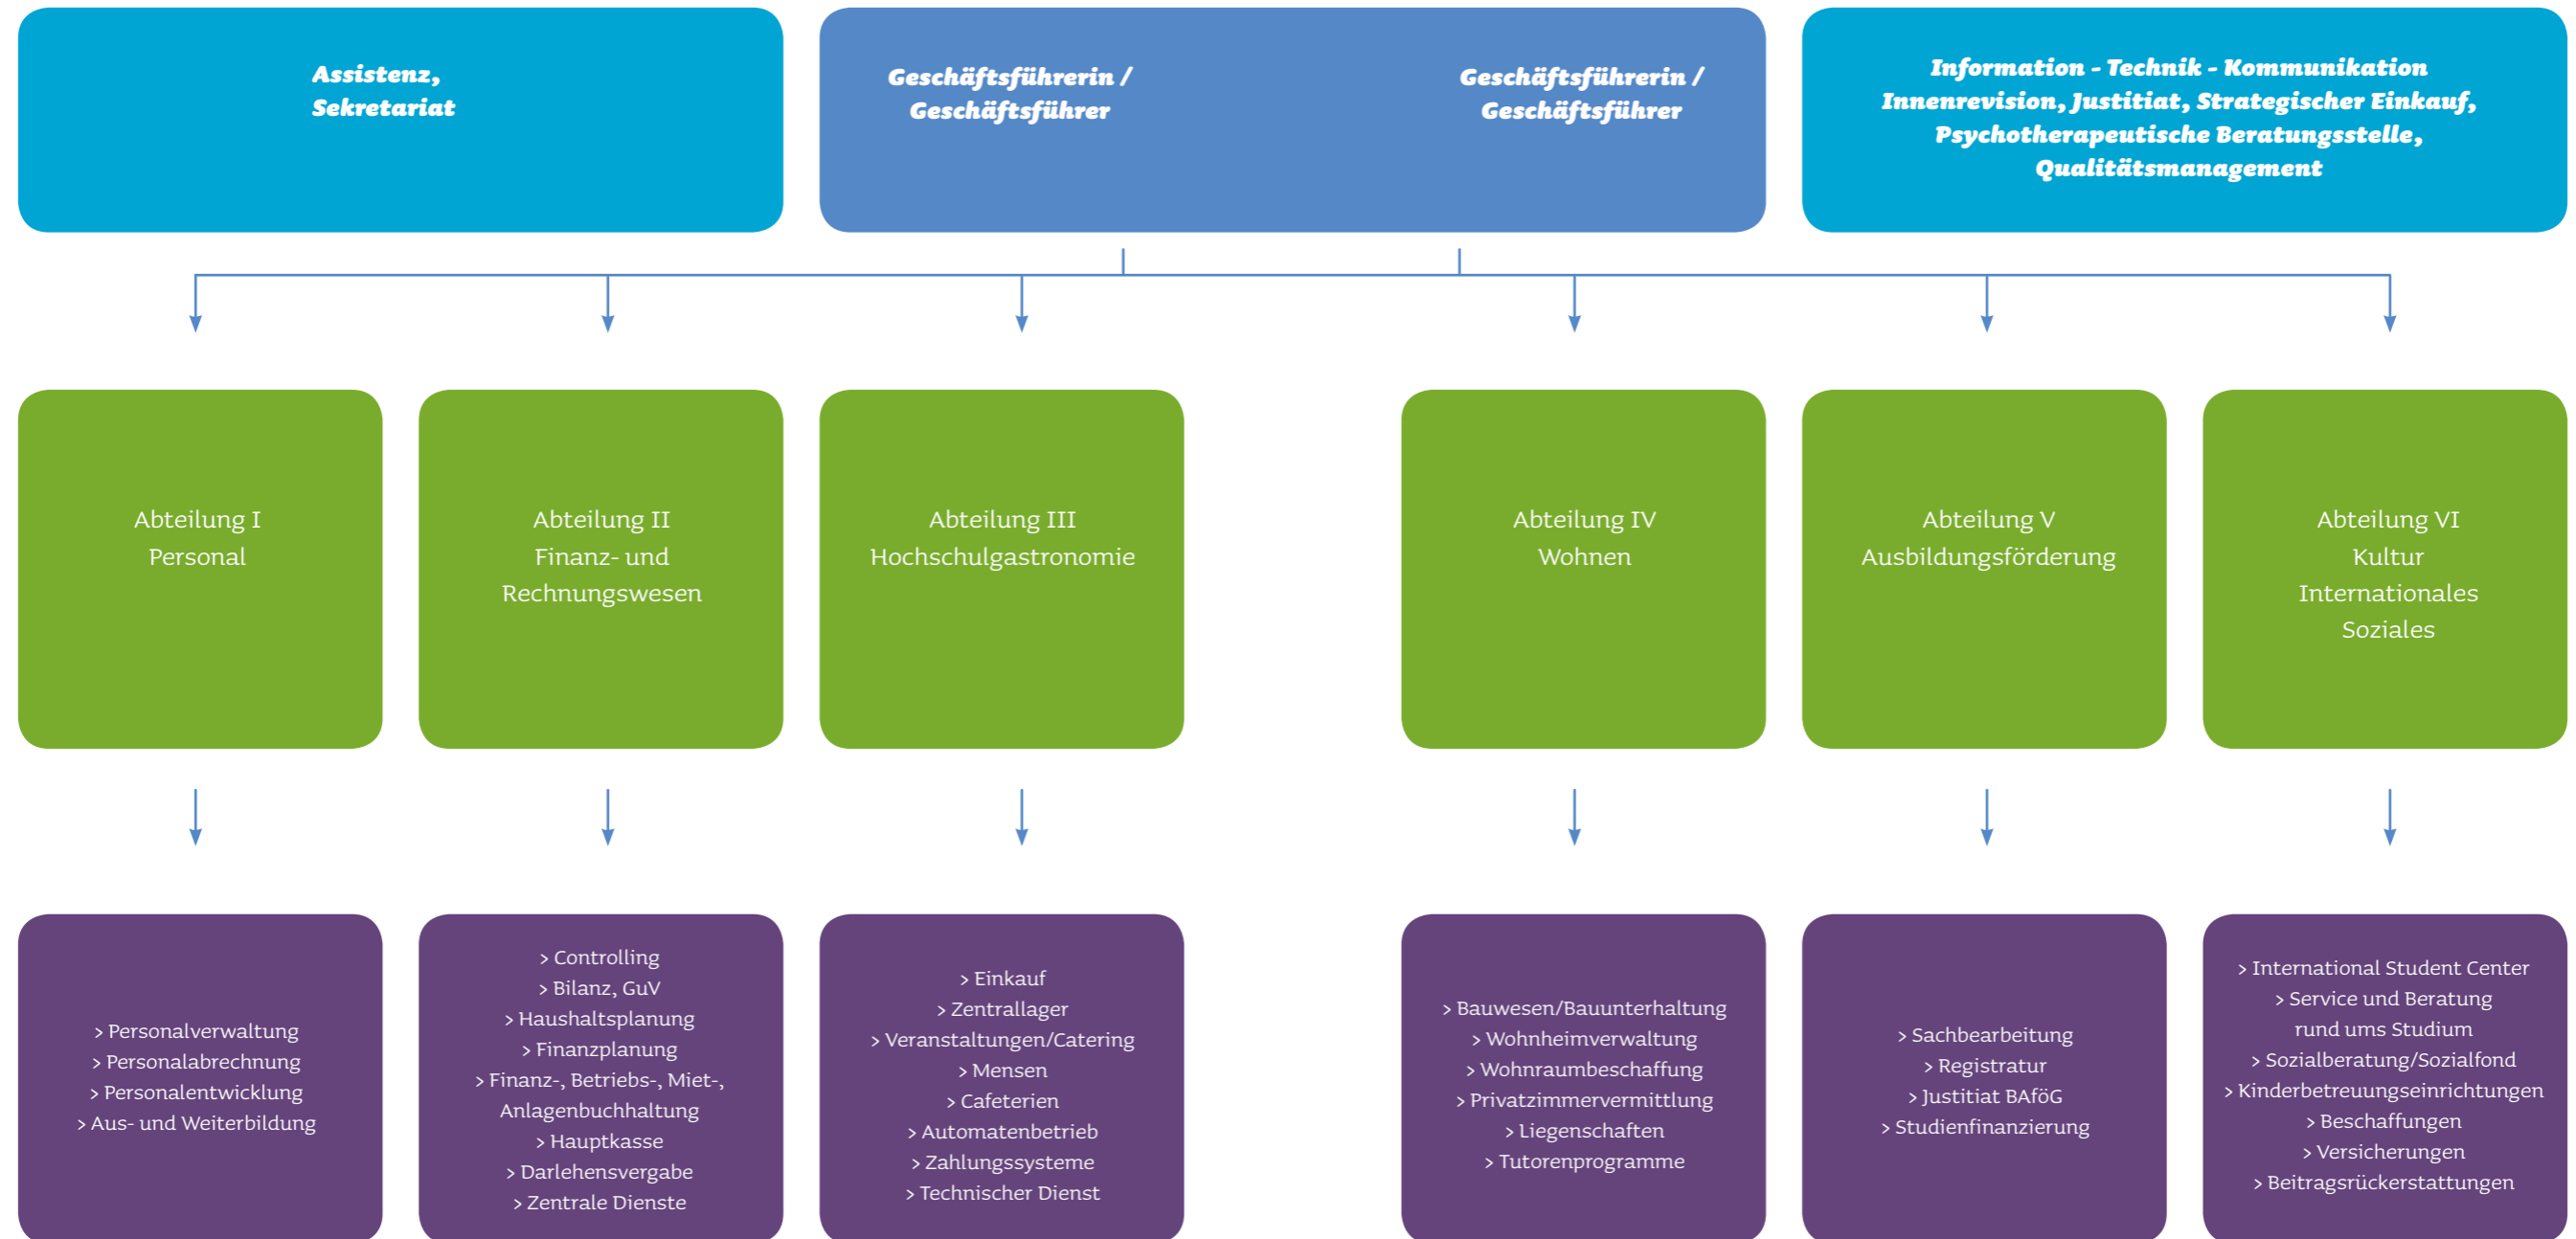 Assistenz,
Sekretariat
Geschäftsführerin /
Geschäftsführer
Geschäftsführerin /
Geschäftsführer
Information - Technik - Kommunikation
Innenrevision, Justitiat, Strategischer Einkauf,
Psychotherapeutische Beratungsstelle,
Qualitätsmanagement
Abteilung I
Personal
Abteilung II
Finanz- und
Rechnungswesen
Abteilung III
Hochschulgastronomie
Abteilung IV
Wohnen
Abteilung V
Ausbildungsförderung
Abteilung VI
Kultur
Internationales
Soziales
> Personalverwaltung
> Personalabrechnung
> Personalentwicklung
> Aus- und Weiterbildung
> Controlling
> Bilanz, GuV
> Haushaltsplanung
> Finanzplanung
> Finanz-, Betriebs-, Miet-,
Anlagenbuchhaltung
> Hauptkasse
> Darlehensvergabe
> Zentrale Dienste
> Einkauf
> Zentrallager
> Veranstaltungen/Catering
> Mensen
> Cafeterien
> Automatenbetrieb
> Zahlungssysteme
> Technischer Dienst
> Bauwesen/Bauunterhaltung
> Wohnheimverwaltung
> Wohnraumbeschaffung
> Privatzimmervermittlung
> Liegenschaften
> Tutorenprogramme
> Sachbearbeitung
> Registratur
> Justitiat BAföG
> Studienfinanzierung
> International Student Center
> Service und Beratung
rund ums Studium
> Sozialberatung/Sozialfond
> Kinderbetreuungseinrichtungen
> Beschaffungen
> Versicherungen
> Beitragsrückerstattungen